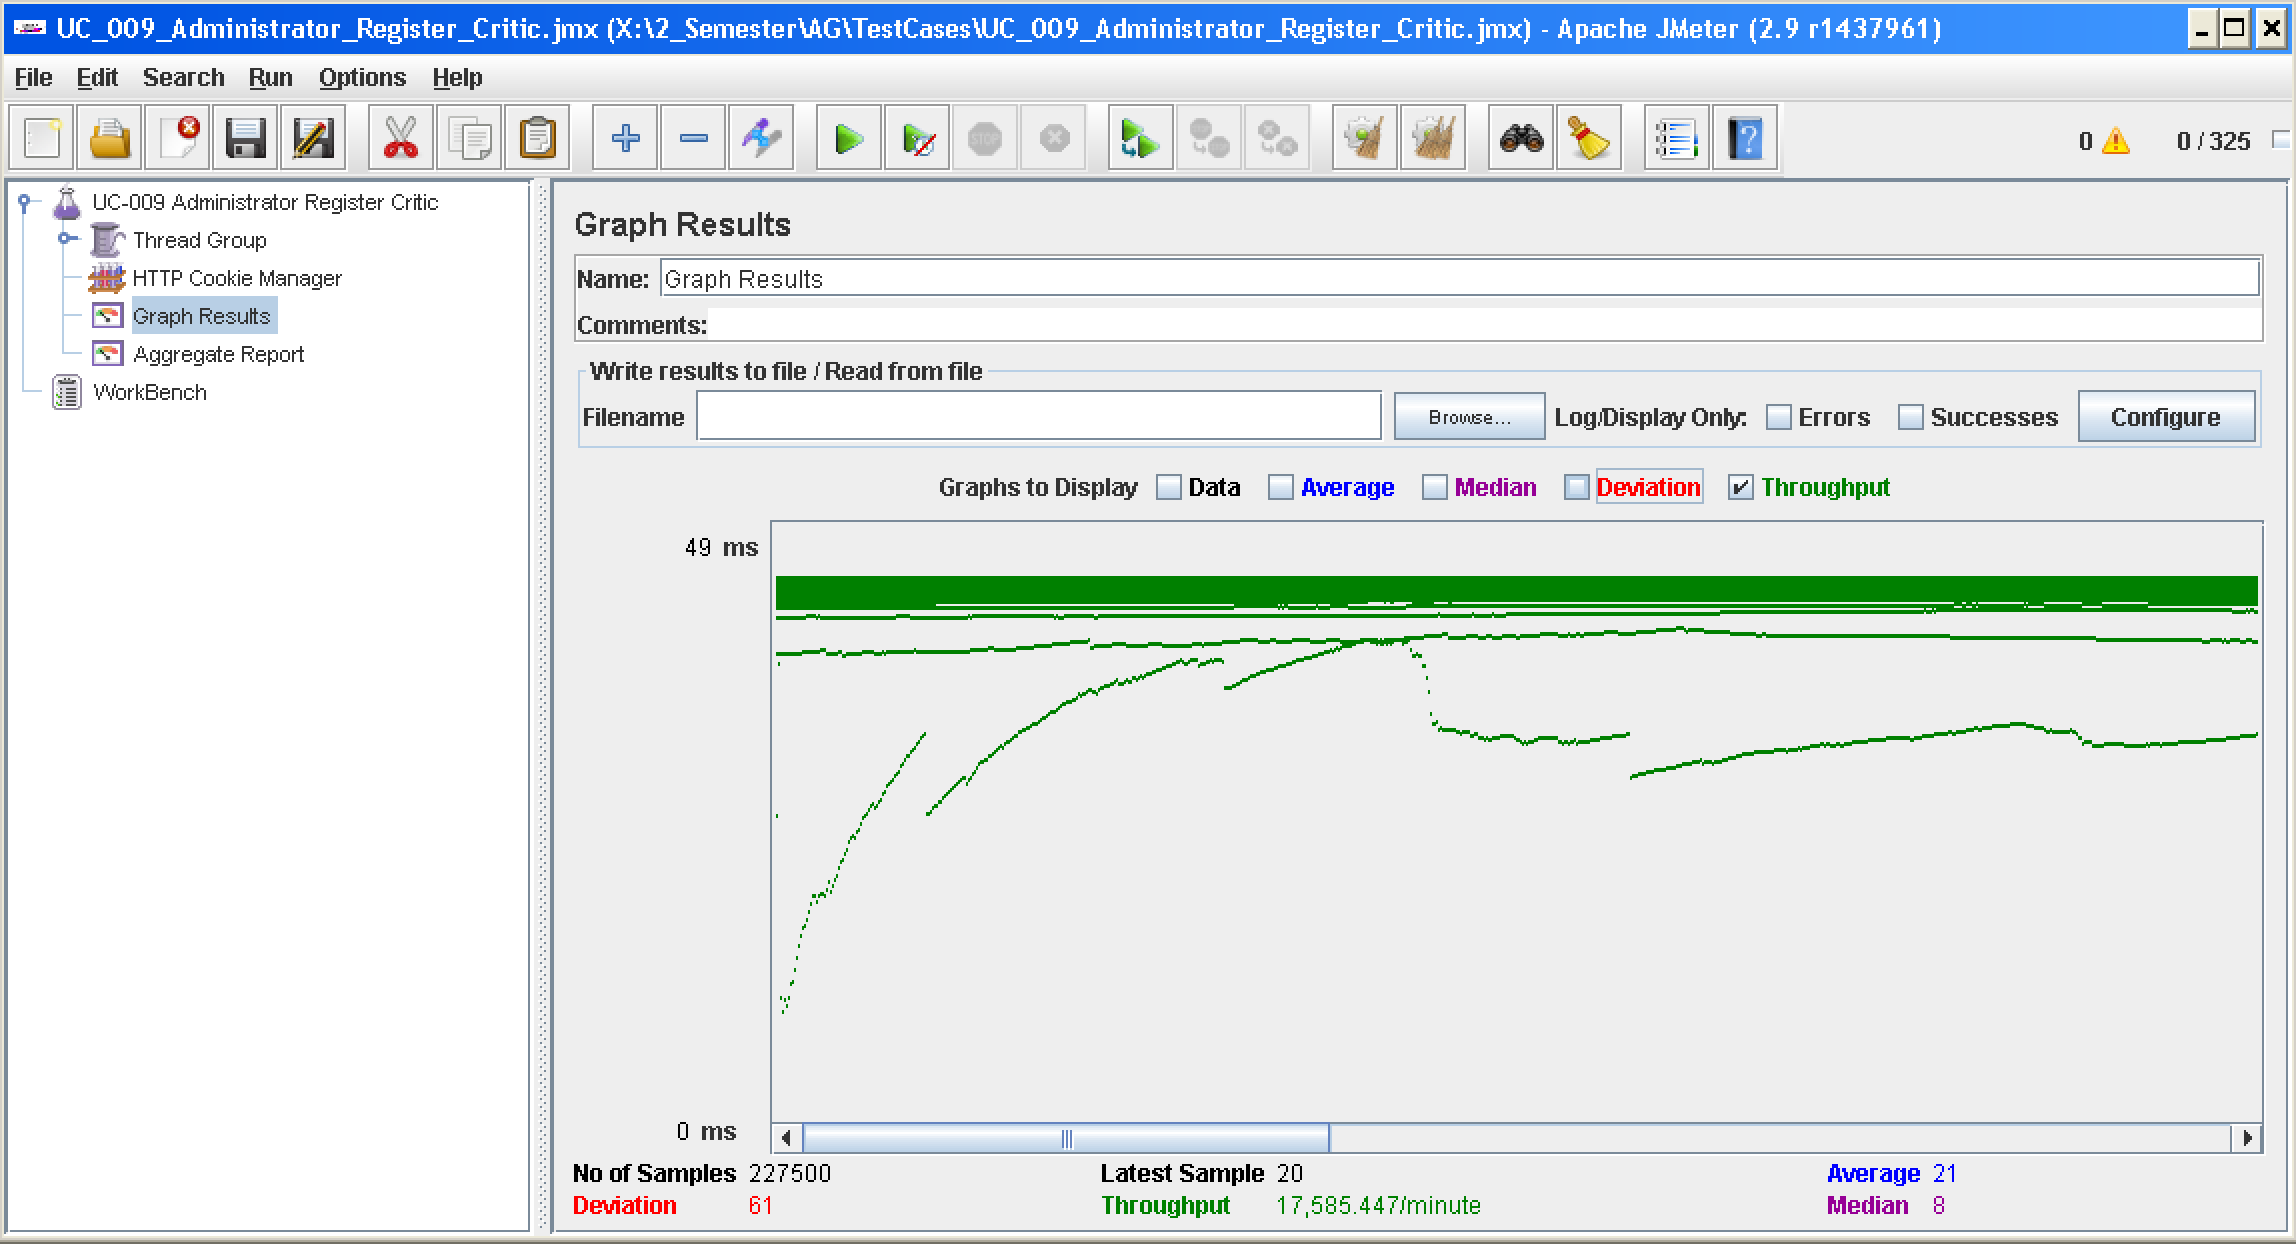 UC_009_Administrator_Register_Critic.jmx (X:\2_Semester\AG\TestCases\UC_009_Administrator_Register_Critic.jmx) - Apache JMeter (2.9 r1437961)
File Edit Search Run Options Help
STOP
0 0 / 325
UC-009 Administrator Register Critic
Thread Group
HTTP Cookie Manager
Graph Results
Aggregate Report
WorkBench
Graph Results
Name: Graph Results
Comments:
Write results to file / Read from file
Filename Browse... Log/Display Only: Errors Successes Configure
Graphs to Display Data Average Median Deviation Throughput
49 ms
0 ms
No of Samples 227500 Latest Sample 20 Average 21
Deviation 61 Throughput 17,585.447/minute Median 8